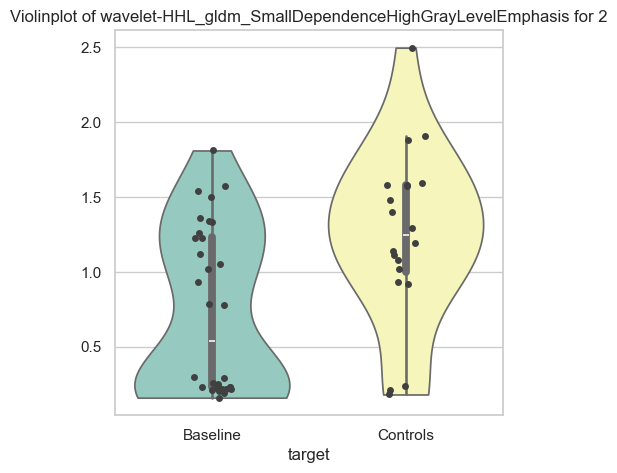 Violinplot of wavelet-HHL_gldm_SmallDependenceHighGrayLevelEmphasis for 2
2.5
2.0
1.5
1.0
0.5
Baseline Controls
target